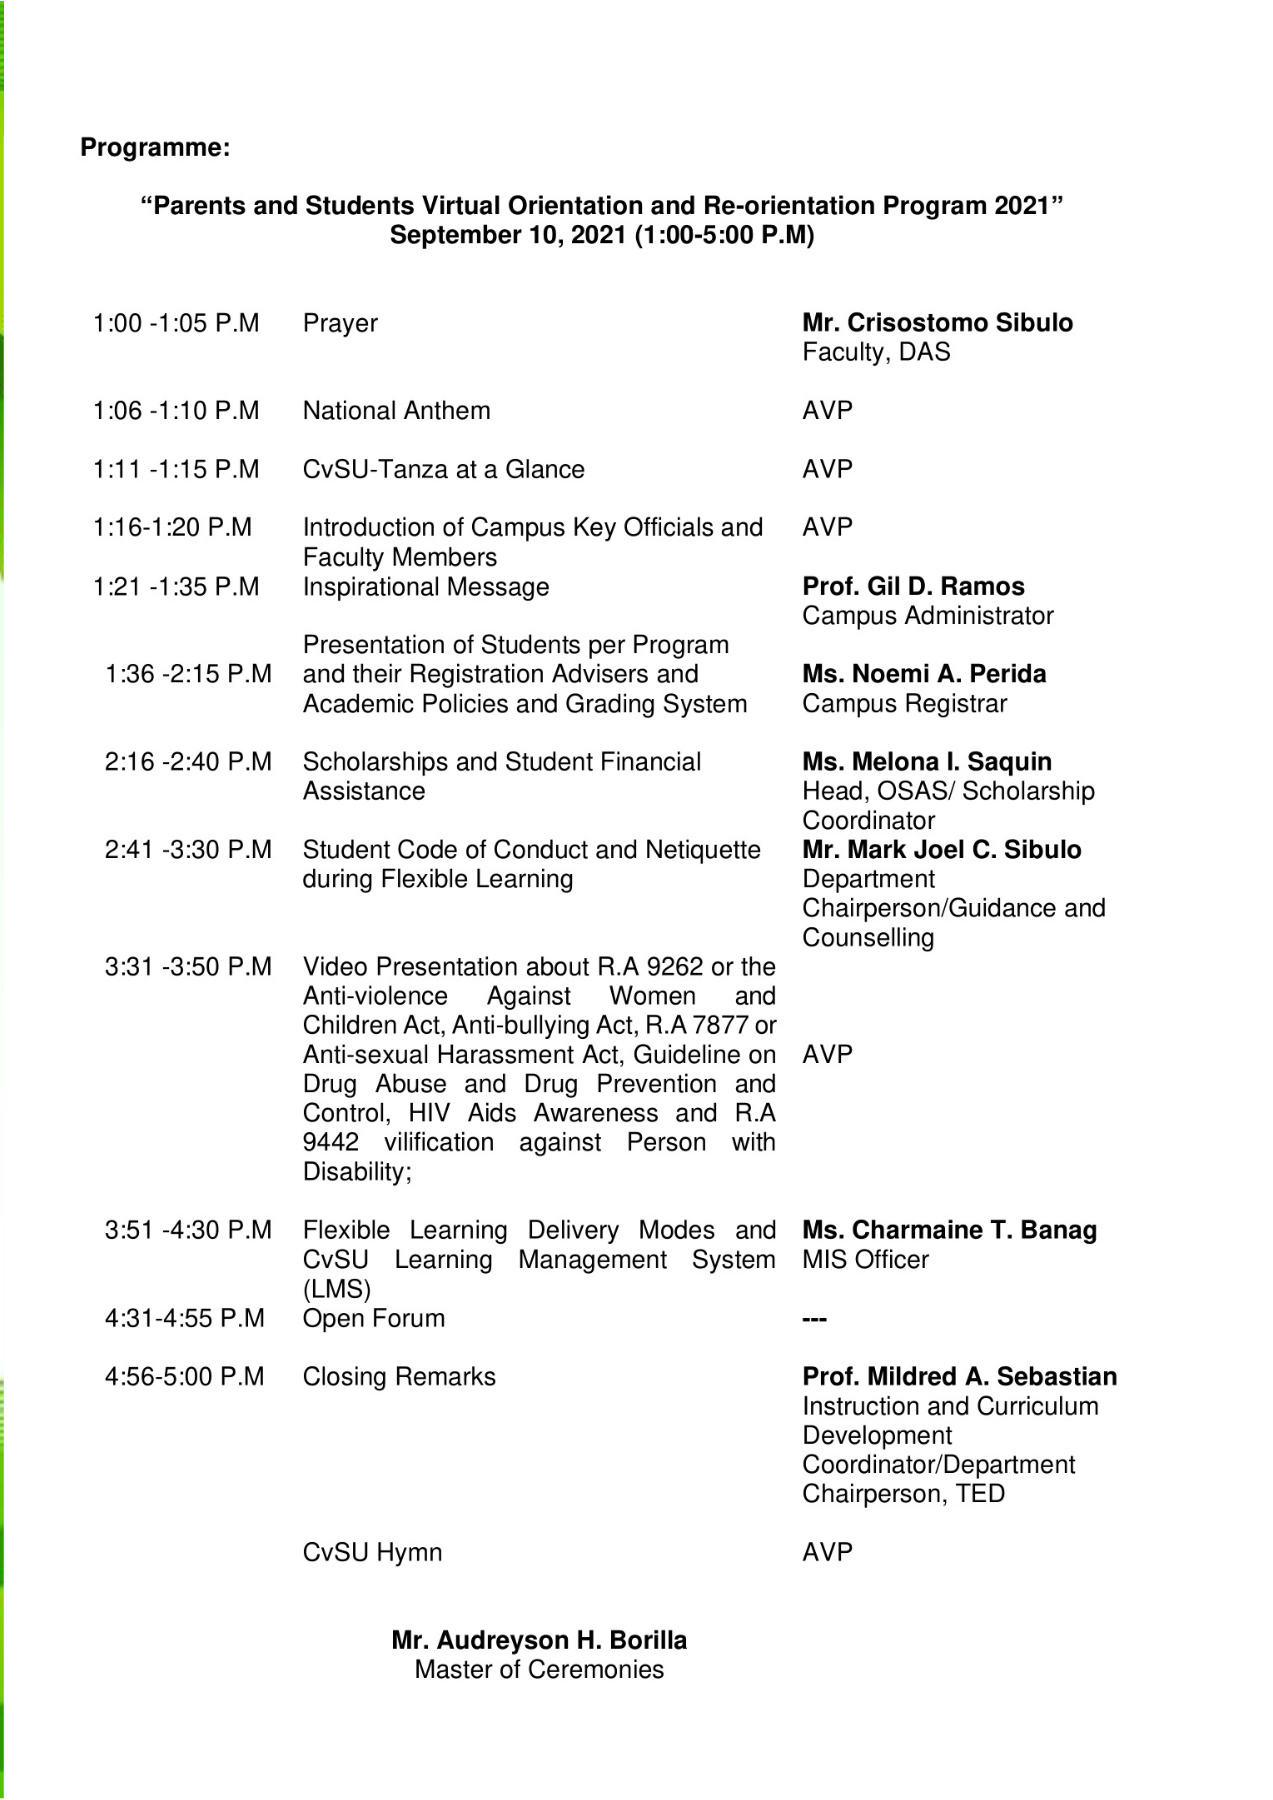 Programme:
“Parents and Students Virtual Orientation and Re-orientation Program 2021”
September 10, 2021 (1:00-5:00 P.M)
1:00 -1:05 P.M Prayer Mr. Crisostomo Sibulo
Faculty, DAS
1:06 -1:10 P.M National Anthem AVP
1:11 -1:15 P.M CvSU-Tanza at a Glance AVP
1:16-1:20 P.M Introduction of Campus Key Officials and AVP
Faculty Members
1:21 -1:35 P.M Inspirational Message Prof. Gil D. Ramos
Campus Administrator
Presentation of Students per Program
1:36 -2:15 P.M and their Registration Advisers and Ms. Noemi A. Perida
Academic Policies and Grading System Campus Registrar
2:16 -2:40 P.M Scholarships and Student Financial Ms. Melona I. Saquin
Assistance Head, OSAS/ Scholarship
Coordinator
2:41 -3:30 P.M Student Code of Conduct and Netiquette Mr. Mark Joel C. Sibulo
during Flexible Learning Department
Chairperson/Guidance and
Counselling
3:31 -3:50 P.M Video Presentation about R.A 9262 or the
Anti-violence Against Women and
Children Act, Anti-bullying Act, R.A 7877 or
Anti-sexual Harassment Act, Guideline on AVP
Drug Abuse and Drug Prevention and
Control, HIV Aids Awareness and R.A
9442 vilification against Person with
Disability;
3:51 -4:30 P.M Flexible Learning Delivery Modes and Ms. Charmaine T. Banag
CvSU Learning Management System MIS Officer
(LMS)
4:31-4:55 P.M Open Forum ---
4:56-5:00 P.M Closing Remarks Prof. Mildred A. Sebastian
Instruction and Curriculum
Development
Coordinator/Department
Chairperson, TED
CvSU Hymn AVP
Mr. Audreyson H. Borilla
Master of Ceremonies